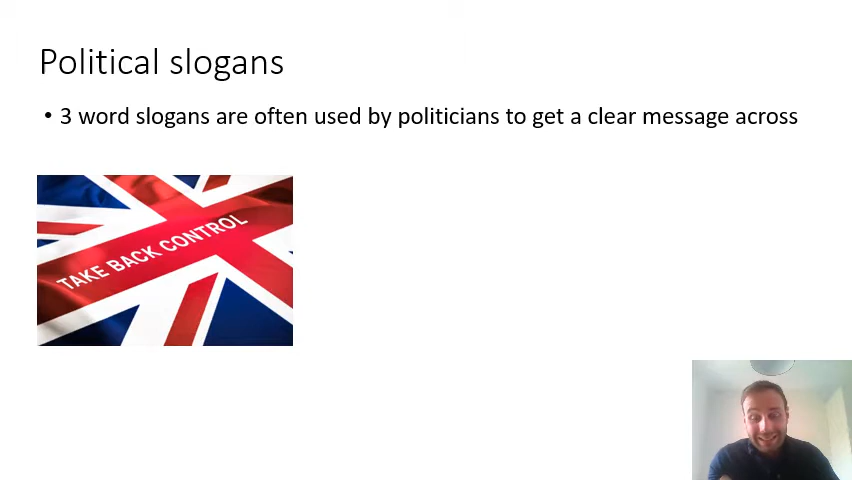 Political slogans
• 3 word slogans are often used by politicians to get a clear message across
TAKE BACK CONTROL